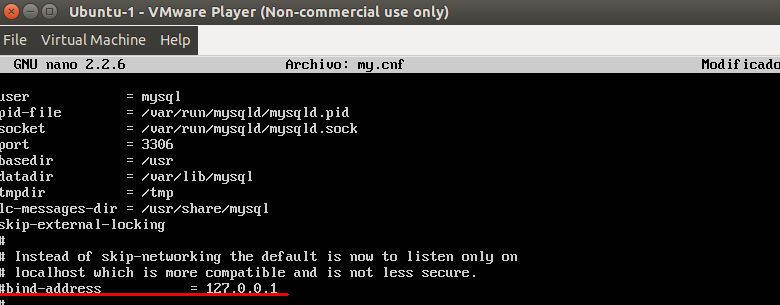 Ubuntu-1 - VMware Player (Non-commercial use only)
File Virtual Machine Help
GNU nano 2.2.6 Archivo: my.cnf Modificado
user = mysql
pid-file = /var/run/mysqld/mysqld.pid
socket = /var/run/mysqld/mysqld.sock
port = 3306
basedir = /usr
datadir = /var/lib/mysql
tmpdir = /tmp
lc-messages-dir = /usr/share/mysql
skip-external-locking
#
# Instead of skip-networking the default is now to listen only on
# localhost which is more compatible and is not less secure.
#bind-address = 127.0.0.1
#